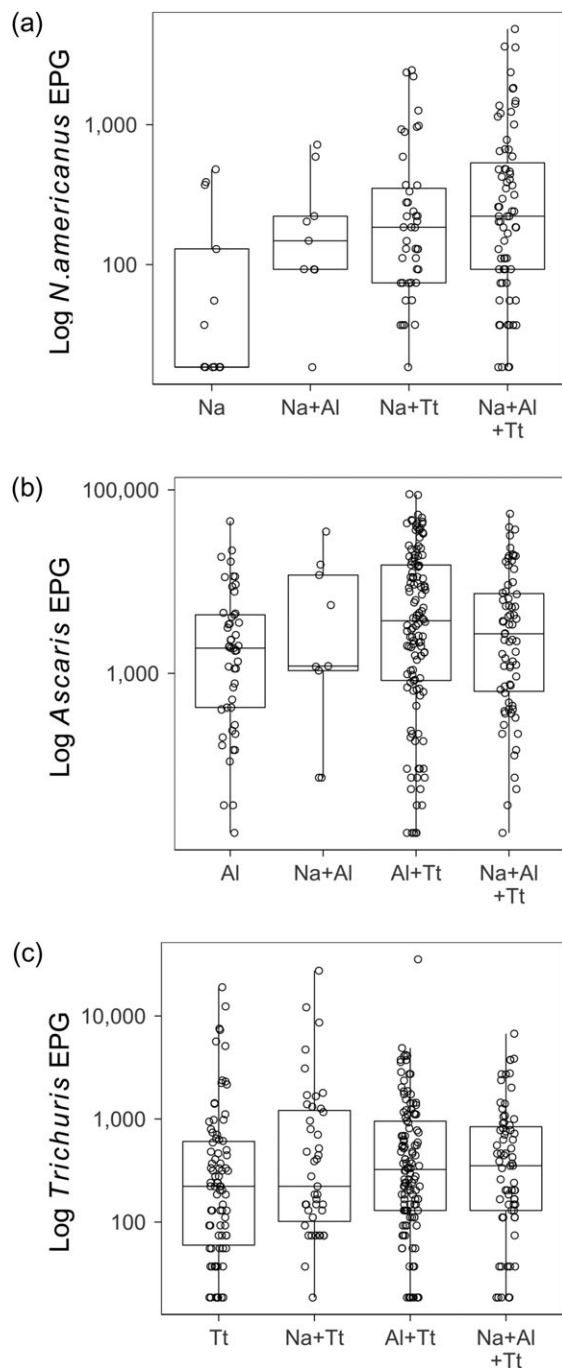 (a)
Log N.americanus EPG
1,000
100
Na
Na+Al
Na+Tt
Na+Al
+Tt
(b)
Log Ascaris EPG
100,000
1,000
Al
Na+Al
Al+Tt
Na+Al
+Tt
(c)
Log Trichuris EPG
10,000
1,000
100
Tt
Na+Tt
Al+Tt
Na+Al
+Tt